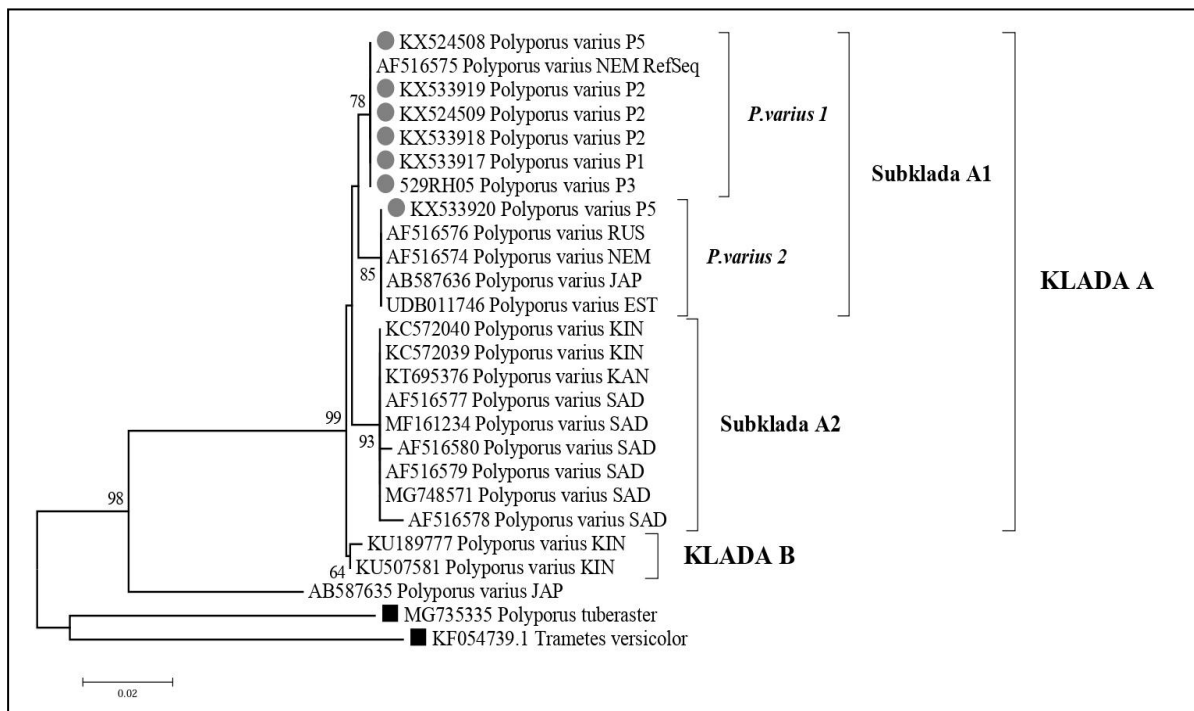 KX524508 Polyporus varius P5
AF516575 Polyporus varius NEM RefSeq
78
KX533919 Polyporus varius P2
KX524509 Polyporus varius P2
P.varius 1
KX533918 Polyporus varius P2
KX533917 Polyporus varius P1
Subklada A1
529RH05 Polyporus varius P3
KX533920 Polyporus varius P5
AF516576 Polyporus varius RUS
AF516574 Polyporus varius NEM
P.varius 2
85
AB587636 Polyporus varius JAP
KLADA A
UDB011746 Polyporus varius EST
KC572040 Polyporus varius KIN
KC572039 Polyporus varius KIN
KT695376 Polyporus varius KAN
AF516577 Polyporus varius SAD
99
MF161234 Polyporus varius SAD
Subklada A2
93
AF516580 Polyporus varius SAD
AF516579 Polyporus varius SAD
98
MG748571 Polyporus varius SAD
AF516578 Polyporus varius SAD
KU189777 Polyporus varius KIN
KLADA B
64
KU507581 Polyporus varius KIN
AB587635 Polyporus varius JAP
MG735335 Polyporus tuberaster
KF054739.1 Trametes versicolor
0.02